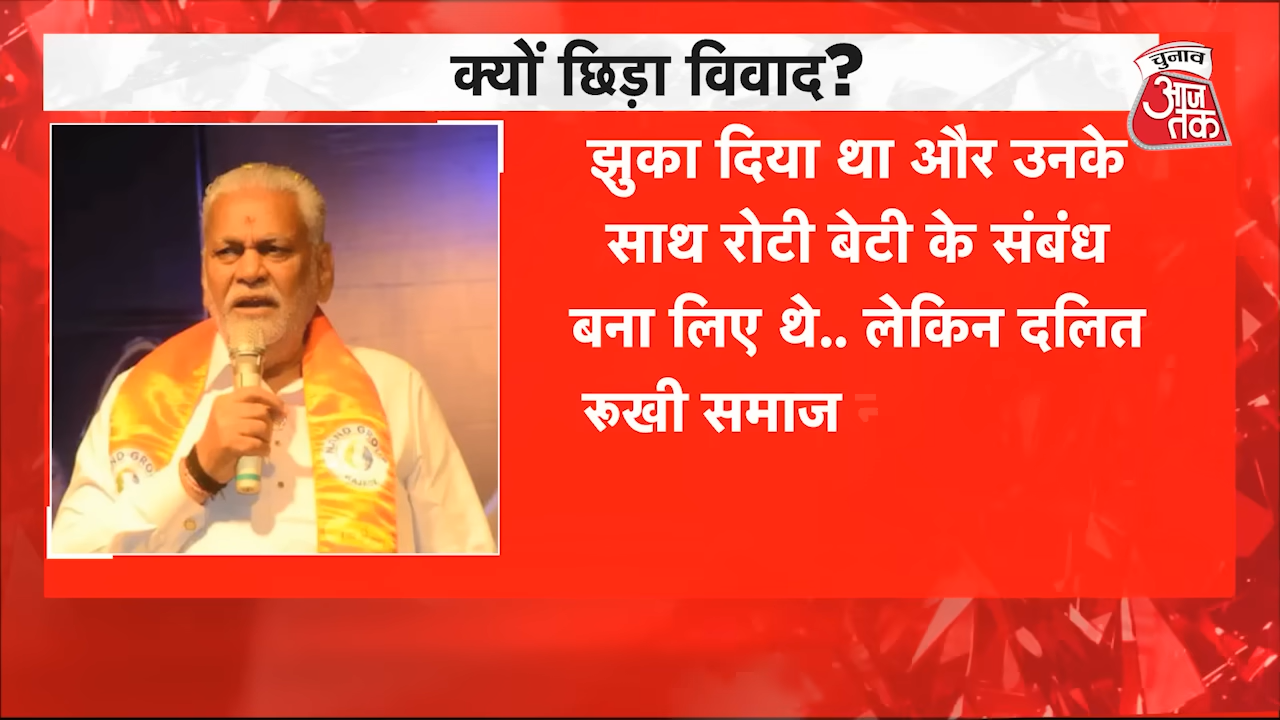 क्यों छिड़ा विवाद?
चुनाव
आज
तक
झुका दिया था और उनके
साथ रोटी बेटी के संबंध
बना लिए थे.. लेकिन दलित
रूखी समाज